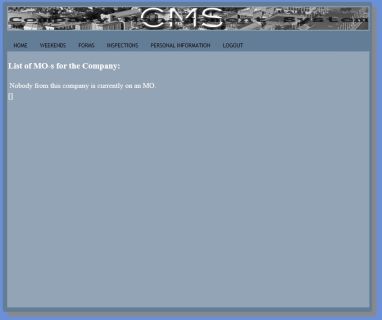 CMS
HOME WEEKENDS FORMS INSPECTIONS PERSONAL INFORMATION LOGOUT
List of MO-s for the Company:
Nobody from this company is currently on an MO.
[]